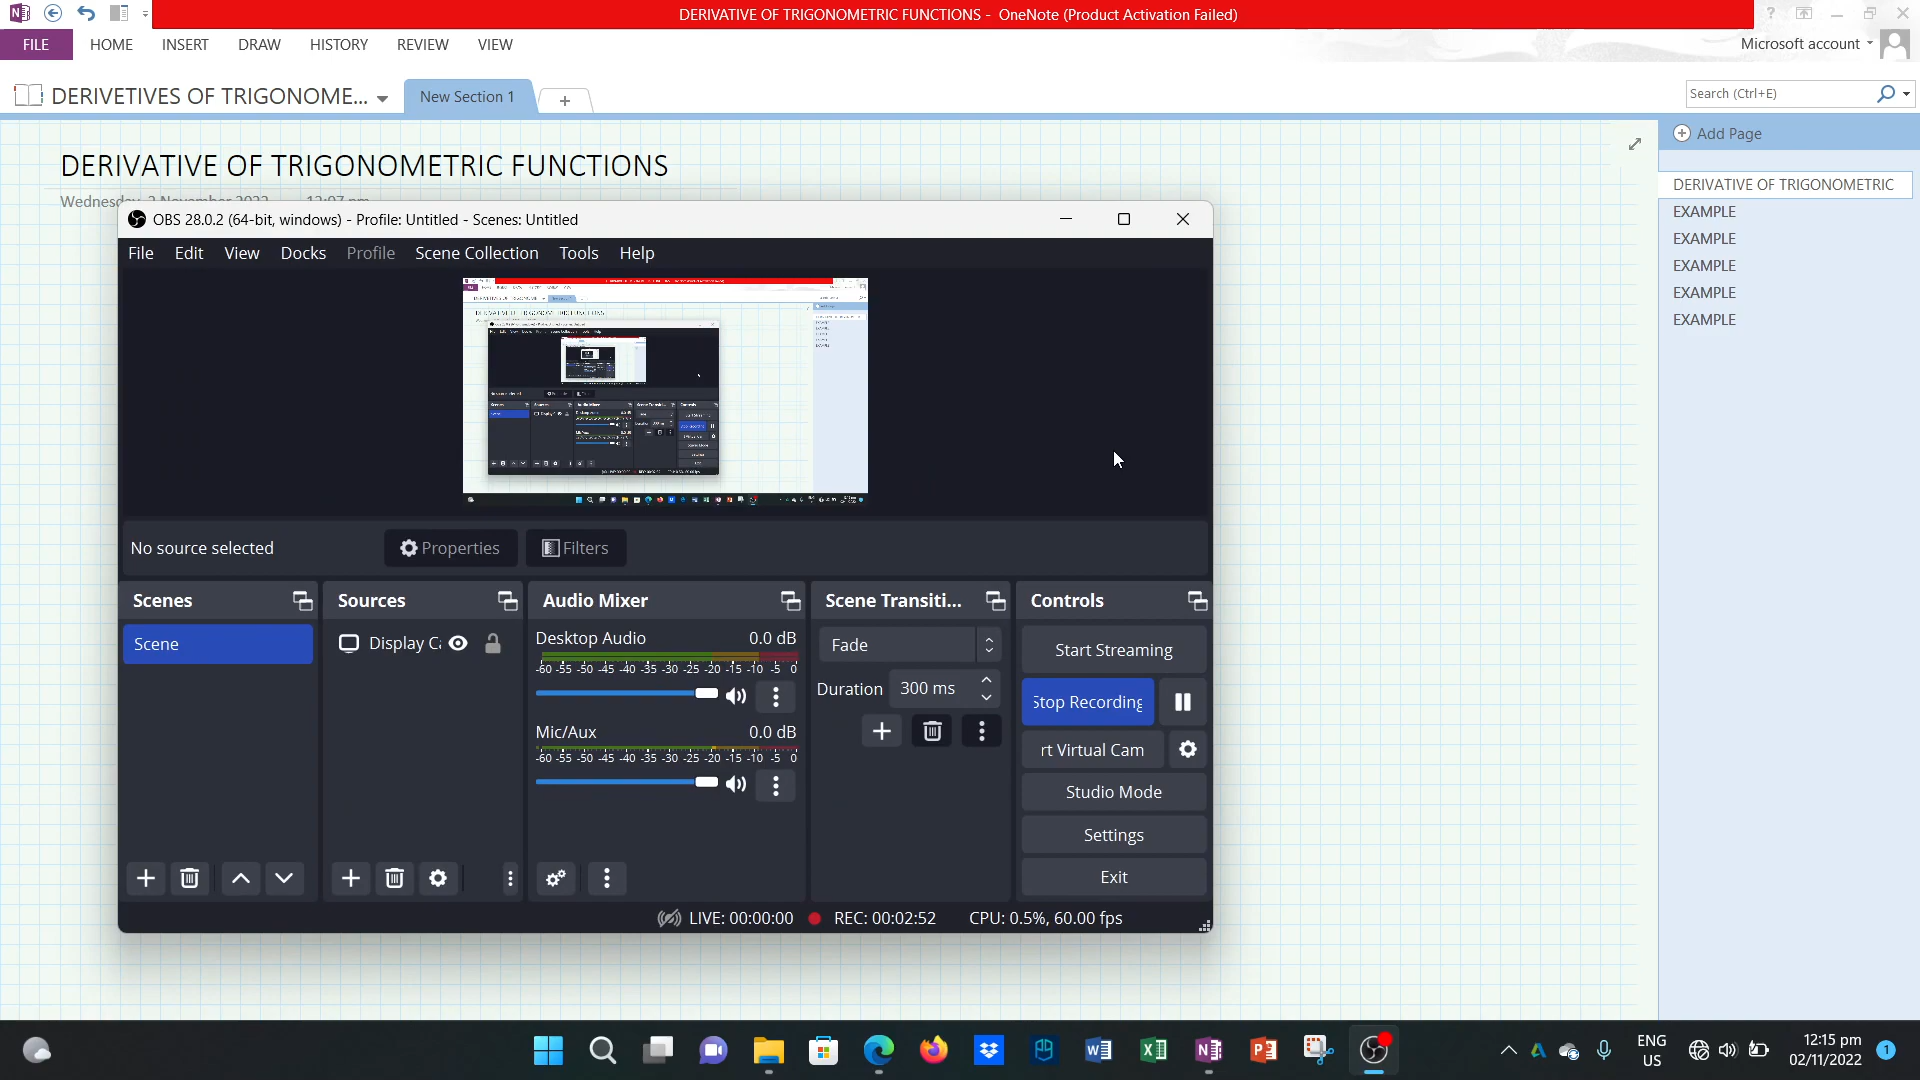 DERIVATIVE OF TRIGONOMETRIC FUNCTIONS - OneNote (Product Activation Failed)
FILE HOME INSERT DRAW HISTORY REVIEW VIEW
Microsoft account
DERIVETIVES OF TRIGONOME...
New Section 1
Search (Ctrl+E)
Add Page
DERIVATIVE OF TRIGONOMETRIC FUNCTIONS
DERIVATIVE OF TRIGONOMETRIC
EXAMPLE
EXAMPLE
EXAMPLE
EXAMPLE
EXAMPLE
OBS 28.0.2 (64-bit, windows) - Profile: Untitled - Scenes: Untitled
File Edit View Docks Profile Scene Collection Tools Help
No source selected
Properties
Filters
Scenes
Scene
Sources
Display Ca
Audio Mixer
Desktop Audio 0.0 dB
-60 -55 -50 -45 -40 -35 -30 -25 -20 -15 -10 -5 0
Mic/Aux 0.0 dB
-60 -55 -50 -45 -40 -35 -30 -25 -20 -15 -10 -5 0
Scene Transiti...
Fade
Duration 300 ms
Controls
Start Streaming
Stop Recording
rt Virtual Cam
Studio Mode
Settings
Exit
LIVE: 00:00:00 REC: 00:02:52 CPU: 0.5%, 60.00 fps
ENG
US
12:15 pm
02/11/2022
1